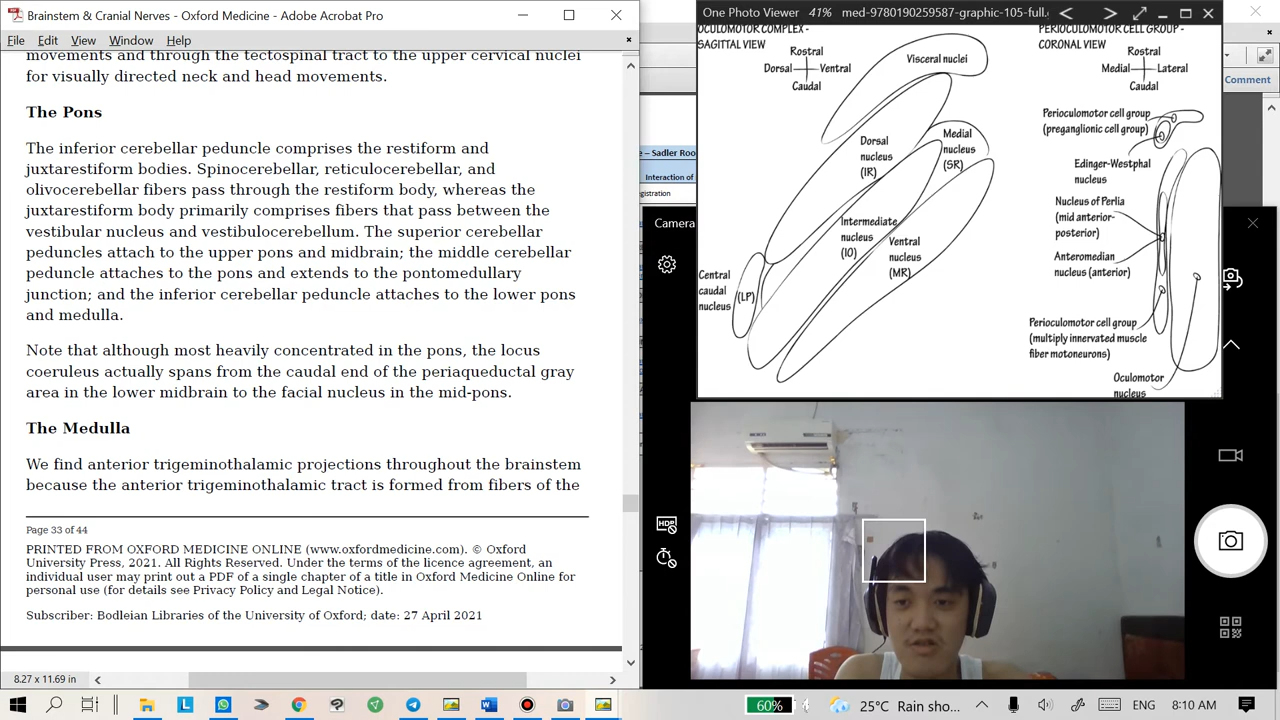 Brainstem & Cranial Nerves - Oxford Medicine - Adobe Acrobat Pro
File Edit View Window Help
movements and through the tectospinal tract to the upper cervical nuclei
for visually directed neck and head movements.
The Pons
The inferior cerebellar peduncle comprises the restiform and
juxtarestiform bodies. Spinocerebellar, reticulocerebellar, and
olivocerebellar fibers pass through the restiform body, whereas the
juxtarestiform body primarily comprises fibers that pass between the
vestibular nucleus and vestibulocerebellum. The superior cerebellar
peduncles attach to the upper pons and midbrain; the middle cerebellar
peduncle attaches to the pons and extends to the pontomedullary
junction; and the inferior cerebellar peduncle attaches to the lower pons
and medulla.
Note that although most heavily concentrated in the pons, the locus
coeruleus actually spans from the caudal end of the periaqueductal gray
area in the lower midbrain to the facial nucleus in the mid-pons.
The Medulla
We find anterior trigeminothalamic projections throughout the brainstem
because the anterior trigeminothalamic tract is formed from fibers of the
Page 33 of 44
PRINTED FROM OXFORD MEDICINE ONLINE (www.oxfordmedicine.com). © Oxford
University Press, 2021. All Rights Reserved. Under the terms of the licence agreement, an
individual user may print out a PDF of a single chapter of a title in Oxford Medicine Online for
personal use (for details see Privacy Policy and Legal Notice).
Subscriber: Bodleian Libraries of the University of Oxford; date: 27 April 2021
8.27 x 11.69 in
One Photo Viewer 41% med-9780190259587-graphic-105-full.
OCULOMOTOR COMPLEX -
SAGITTAL VIEW
Rostral
Dorsal Ventral
Caudal
Visceral nuclei
Dorsal
nucleus
(IR)
Medial
nucleus
(SR)
Intermediate
nucleus
(IO)
Ventral
nucleus
(MR)
Central
caudal
nucleus
(LP)
PERIOCULOMOTOR CELL GROUP -
CORONAL VIEW
Rostral
Medial Lateral
Caudal
Perioculomotor cell group
(preganglionic cell group)
Edinger-Westphal
nucleus
Nucleus of Perlia
(mid anterior-
posterior)
Anteromedian
nucleus (anterior)
Perioculomotor cell group
(multiply innervated muscle
fiber motoneurons)
Oculomotor
nucleus
Comment
e – Sadler Roo
Interaction of
gistration
Camera
60%
25°C Rain sho...
ENG
8:10 AM